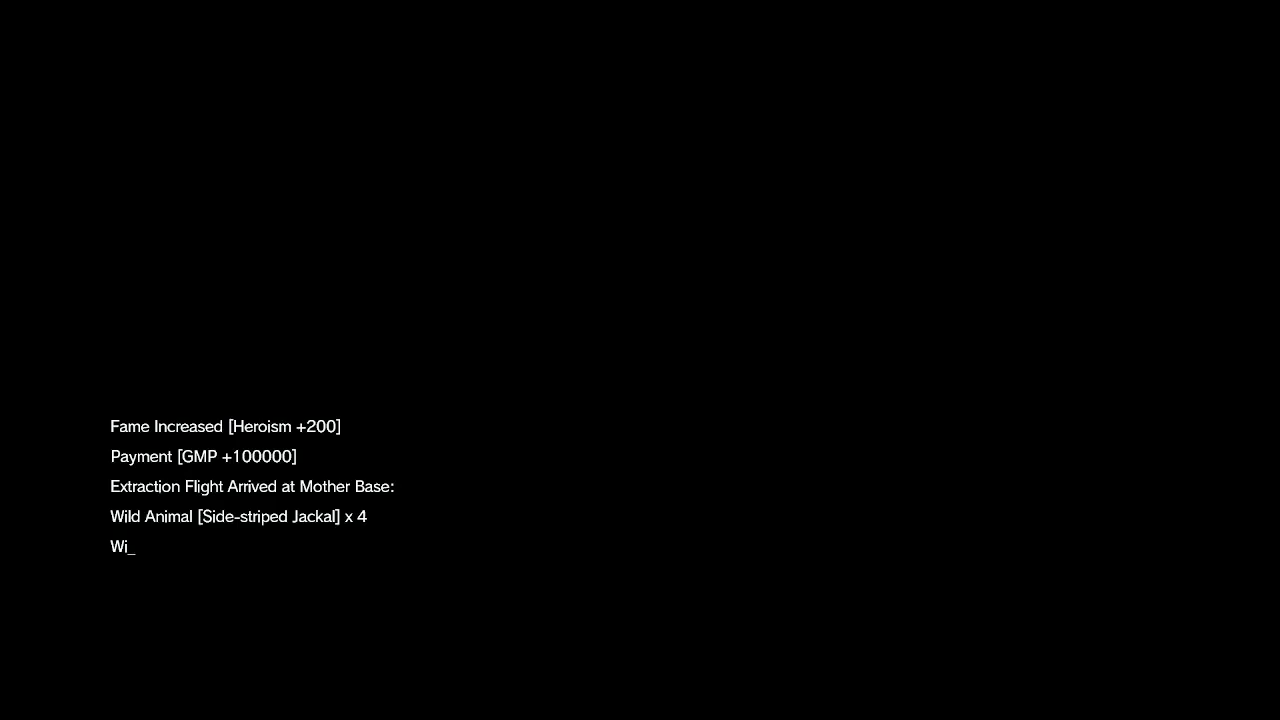 Fame Increased [Heroism +200]
Payment [GMP +100000]
Extraction Flight Arrived at Mother Base:
Wild Animal [Side-striped Jackal] x 4
Wi_